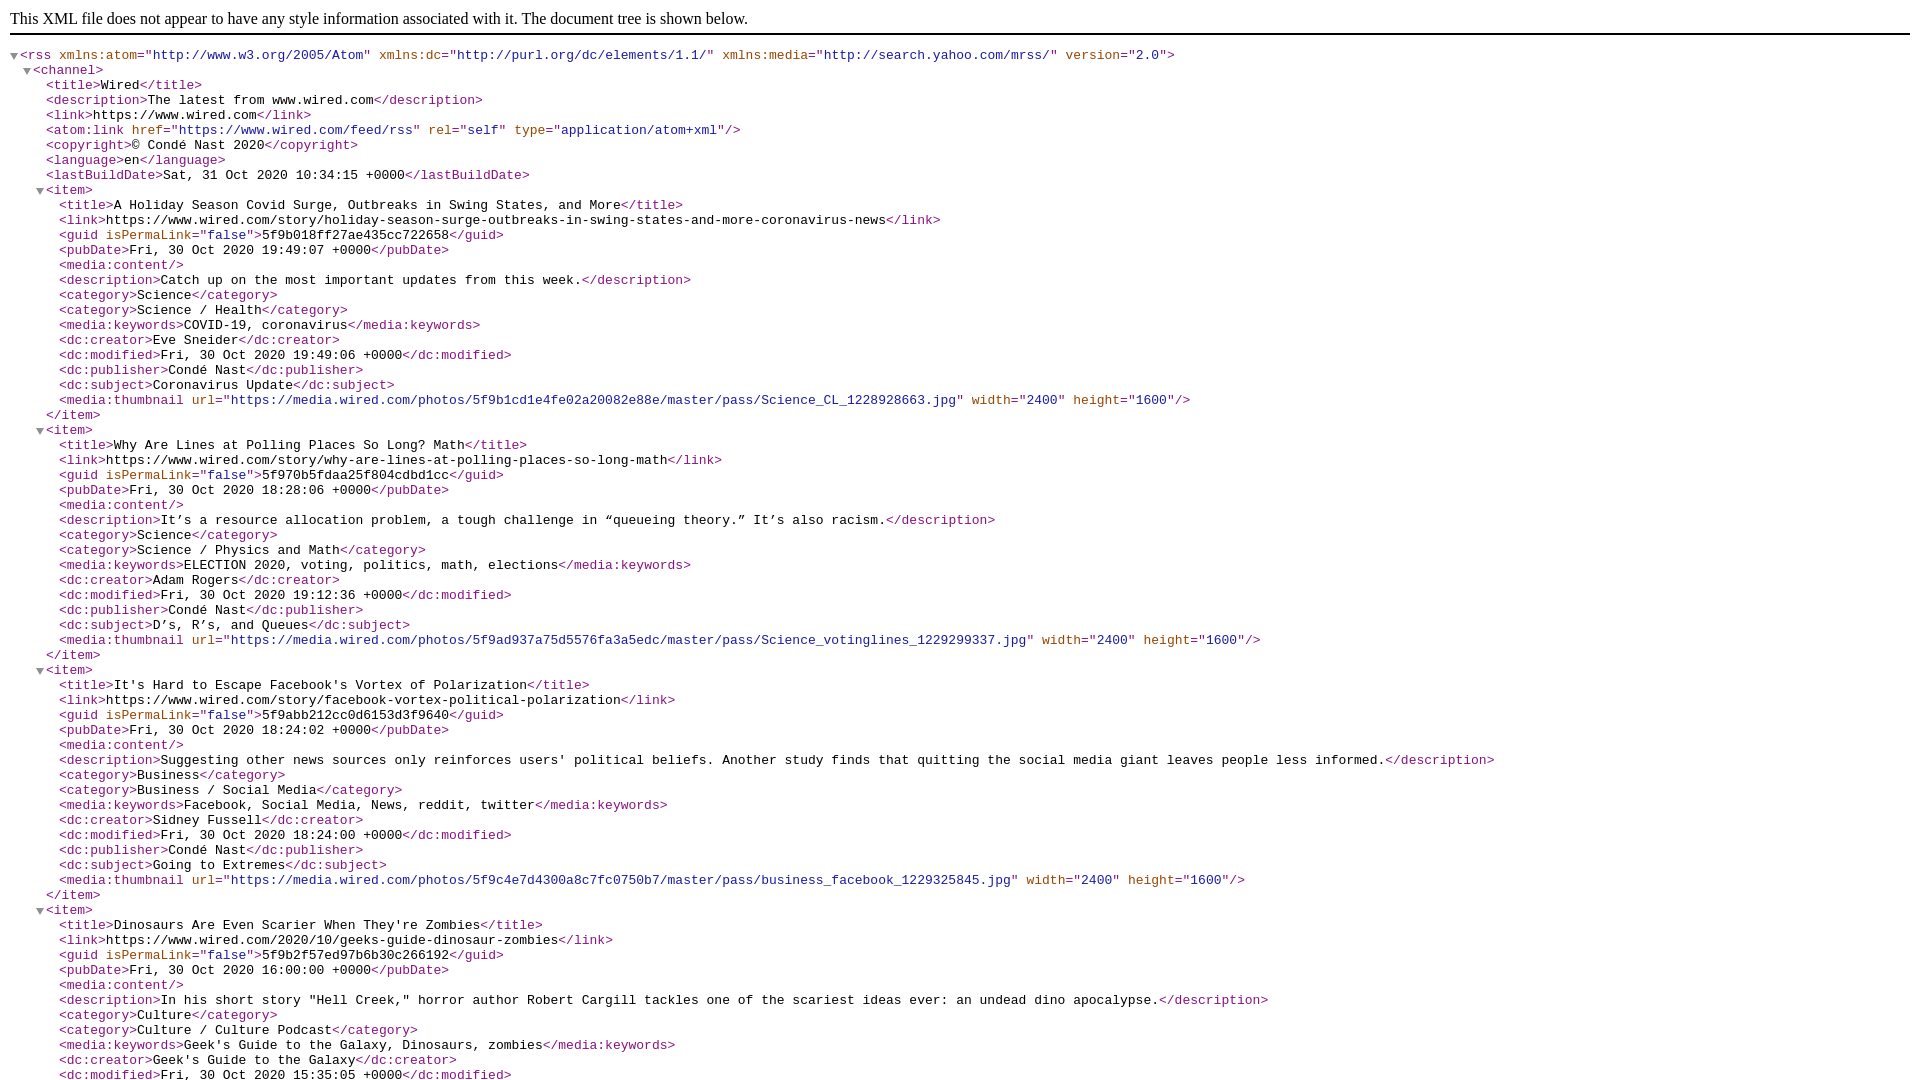 This XML file does not appear to have any style information associated with it. The document tree is shown below.
<rss xmlns:atom="http://www.w3.org/2005/Atom" xmlns:dc="http://purl.org/dc/elements/1.1/" xmlns:media="http://search.yahoo.com/mrss/" version="2.0">
<channel>
<title>Wired</title>
<description>The latest from www.wired.com</description>
<link>https://www.wired.com</link>
<atom:link href="https://www.wired.com/feed/rss" rel="self" type="application/atom+xml"/>
<copyright>© Condé Nast 2020</copyright>
<language>en</language>
<lastBuildDate>Sat, 31 Oct 2020 10:34:15 +0000</lastBuildDate>
<item>
<title>A Holiday Season Covid Surge, Outbreaks in Swing States, and More</title>
<link>https://www.wired.com/story/holiday-season-surge-outbreaks-in-swing-states-and-more-coronavirus-news</link>
<guid isPermaLink="false">5f9b018ff27ae435cc722658</guid>
<pubDate>Fri, 30 Oct 2020 19:49:07 +0000</pubDate>
<media:content/>
<description>Catch up on the most important updates from this week.</description>
<category>Science</category>
<category>Science / Health</category>
<media:keywords>COVID-19, coronavirus</media:keywords>
<dc:creator>Eve Sneider</dc:creator>
<dc:modified>Fri, 30 Oct 2020 19:49:06 +0000</dc:modified>
<dc:publisher>Condé Nast</dc:publisher>
<dc:subject>Coronavirus Update</dc:subject>
<media:thumbnail url="https://media.wired.com/photos/5f9b1cd1e4fe02a20082e88e/master/pass/Science_CL_1228928663.jpg" width="2400" height="1600"/>
</item>
<item>
<title>Why Are Lines at Polling Places So Long? Math</title>
<link>https://www.wired.com/story/why-are-lines-at-polling-places-so-long-math</link>
<guid isPermaLink="false">5f970b5fdaa25f804cdbd1cc</guid>
<pubDate>Fri, 30 Oct 2020 18:28:06 +0000</pubDate>
<media:content/>
<description>It’s a resource allocation problem, a tough challenge in “queueing theory.” It’s also racism.</description>
<category>Science</category>
<category>Science / Physics and Math</category>
<media:keywords>ELECTION 2020, voting, politics, math, elections</media:keywords>
<dc:creator>Adam Rogers</dc:creator>
<dc:modified>Fri, 30 Oct 2020 19:12:36 +0000</dc:modified>
<dc:publisher>Condé Nast</dc:publisher>
<dc:subject>D’s, R’s, and Queues</dc:subject>
<media:thumbnail url="https://media.wired.com/photos/5f9ad937a75d5576fa3a5edc/master/pass/Science_votinglines_1229299337.jpg" width="2400" height="1600"/>
</item>
<item>
<title>It's Hard to Escape Facebook's Vortex of Polarization</title>
<link>https://www.wired.com/story/facebook-vortex-political-polarization</link>
<guid isPermaLink="false">5f9abb212cc0d6153d3f9640</guid>
<pubDate>Fri, 30 Oct 2020 18:24:02 +0000</pubDate>
<media:content/>
<description>Suggesting other news sources only reinforces users' political beliefs. Another study finds that quitting the social media giant leaves people less informed.</description>
<category>Business</category>
<category>Business / Social Media</category>
<media:keywords>Facebook, Social Media, News, reddit, twitter</media:keywords>
<dc:creator>Sidney Fussell</dc:creator>
<dc:modified>Fri, 30 Oct 2020 18:24:00 +0000</dc:modified>
<dc:publisher>Condé Nast</dc:publisher>
<dc:subject>Going to Extremes</dc:subject>
<media:thumbnail url="https://media.wired.com/photos/5f9c4e7d4300a8c7fc0750b7/master/pass/business_facebook_1229325845.jpg" width="2400" height="1600"/>
</item>
<item>
<title>Dinosaurs Are Even Scarier When They're Zombies</title>
<link>https://www.wired.com/2020/10/geeks-guide-dinosaur-zombies</link>
<guid isPermaLink="false">5f9b2f57ed97b6b30c266192</guid>
<pubDate>Fri, 30 Oct 2020 16:00:00 +0000</pubDate>
<media:content/>
<description>In his short story "Hell Creek," horror author Robert Cargill tackles one of the scariest ideas ever: an undead dino apocalypse.</description>
<category>Culture</category>
<category>Culture / Culture Podcast</category>
<media:keywords>Geek's Guide to the Galaxy, Dinosaurs, zombies</media:keywords>
<dc:creator>Geek's Guide to the Galaxy</dc:creator>
<dc:modified>Fri, 30 Oct 2020 15:35:05 +0000</dc:modified>